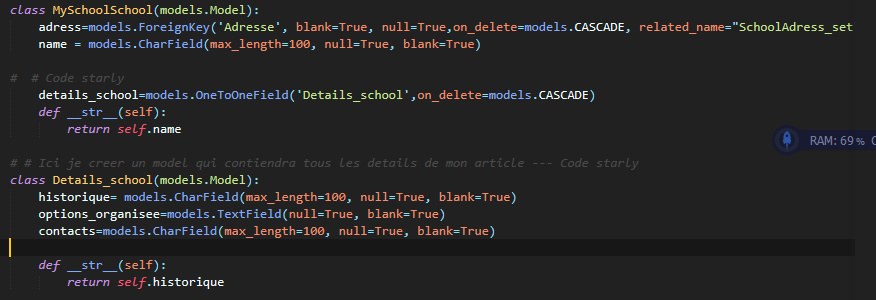 class MySchoolSchool(models.Model):
    adress=models.ForeignKey('Adresse', blank=True, null=True,on_delete=models.CASCADE, related_name="SchoolAdress_set
    name = models.CharField(max_length=100, null=True, blank=True)
#  # Code starly
    details_school=models.OneToOneField('Details_school',on_delete=models.CASCADE)
    def __str__(self):
        return self.name
RAM: 69%
# # Ici je creer un model qui contiendra tous les details de mon article --- Code starly
class Details_school(models.Model):
    historique= models.CharField(max_length=100, null=True, blank=True)
    options_organisee=models.TextField(null=True, blank=True)
    contacts=models.CharField(max_length=100, null=True, blank=True)
    def __str__(self):
        return self.historique